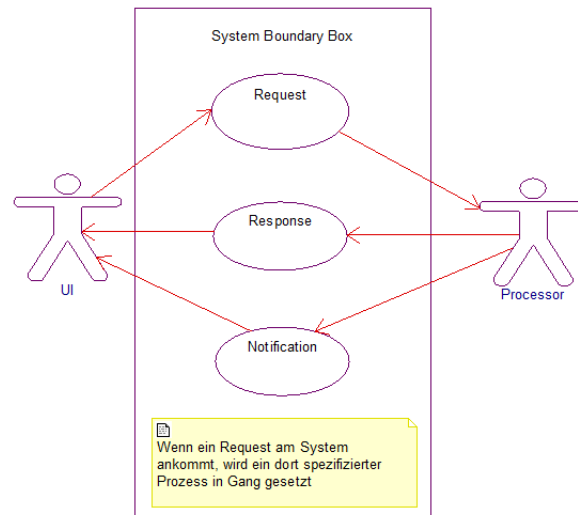 System Boundary Box
Request
Response
UI
Processor
Notification
Wenn ein Request am System
ankommt, wird ein dort spezifizierter
Prozess in Gang gesetzt